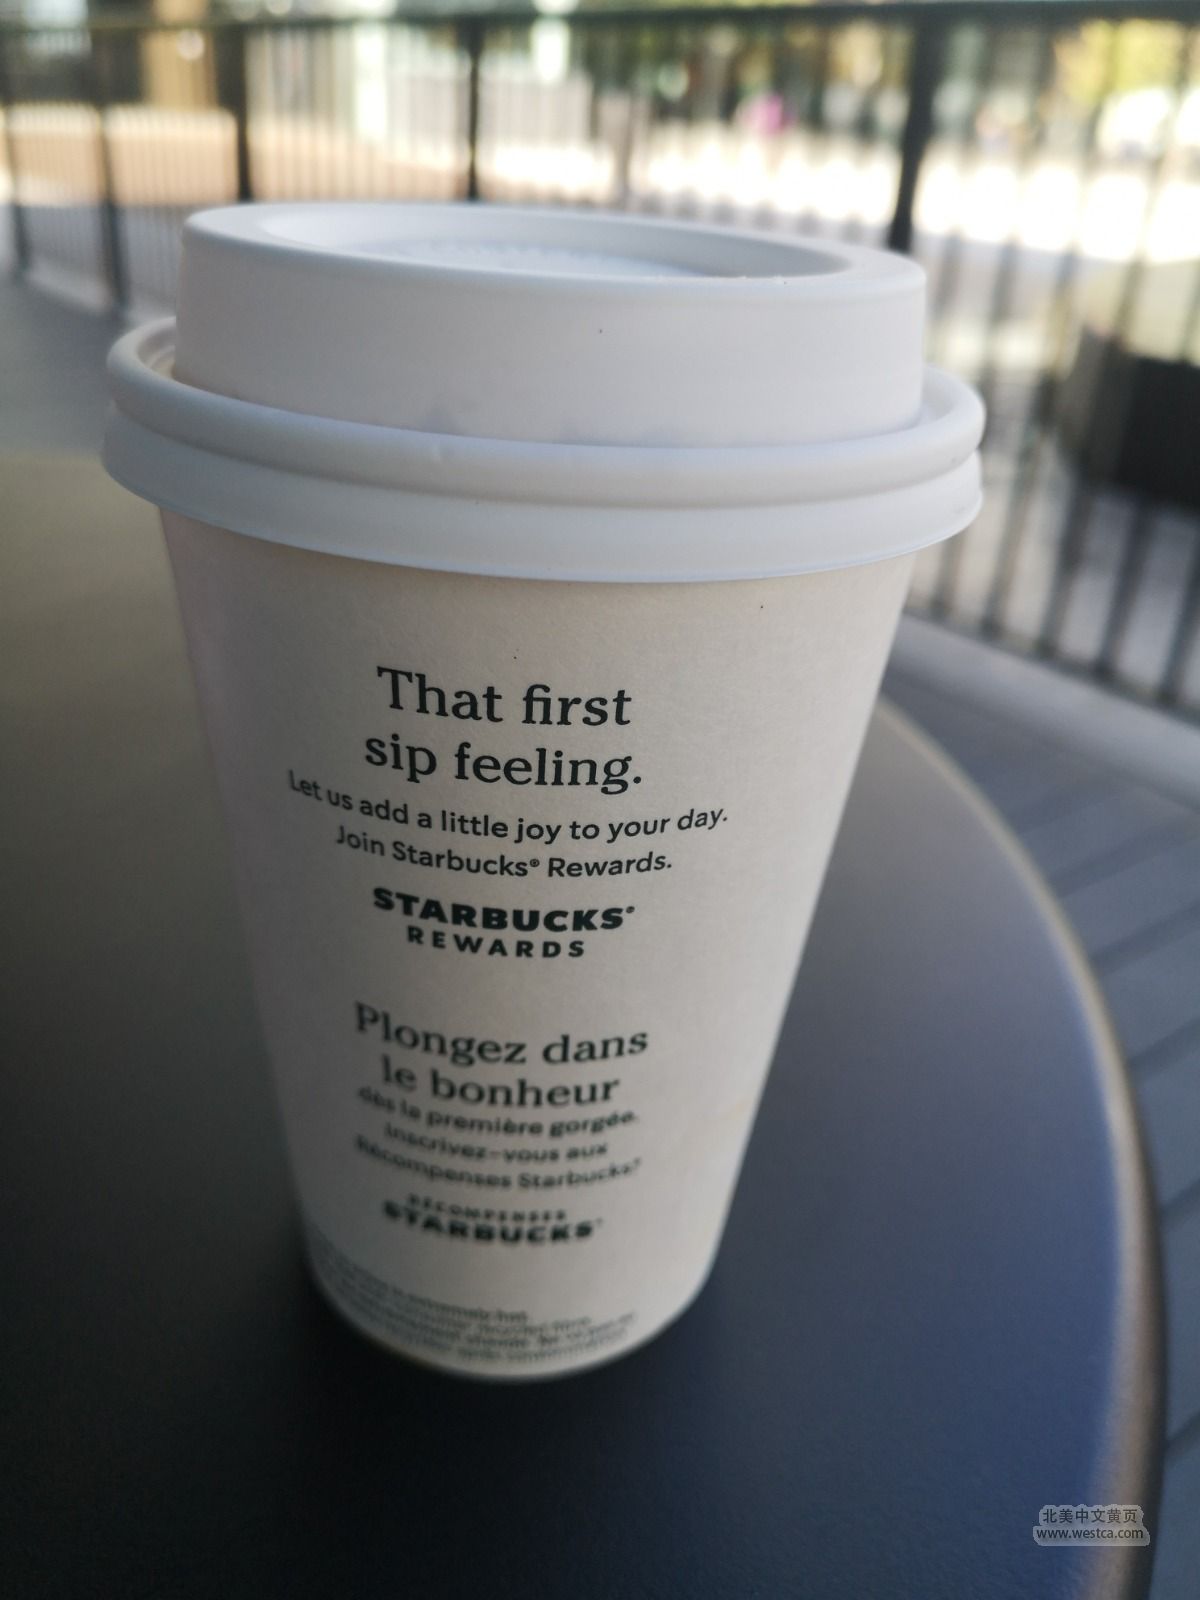 That first
sip feeling.
Let us add a little joy to your day.
Join Starbucks® Rewards.
STARBUCKS®
REWARDS
Plongez dans
le bonheur
dès la première gorgée.
Inscrivez-vous aux
Récompenses Starbucks®
RÉCOMPENSES
STARBUCKS®
extremely hot.
北美中文黄页
www.westca.com